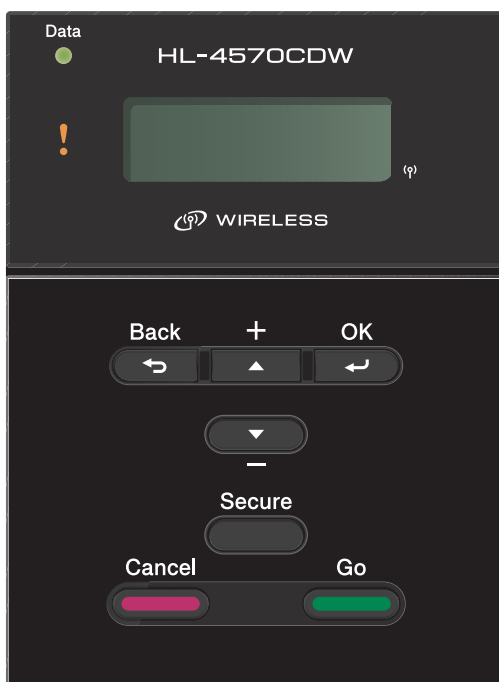 Data
HL-4570CDW
!
WIRELESS
Back + OK
–
Secure
Cancel Go